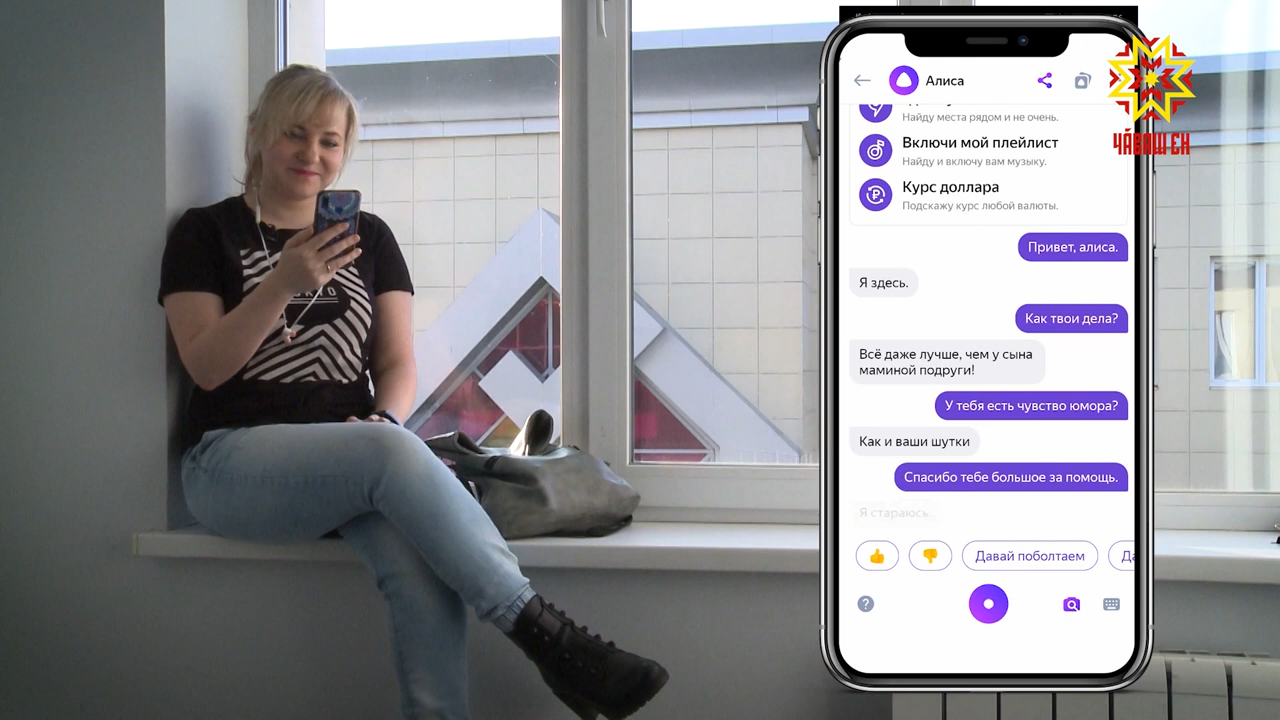 Алиса
Найду места рядом и не очень.
Включи мой плейлист
Найду и включу вам музыку.
Курс доллара
Подскажу курс любой валюты.
Привет, алиса.
Я здесь.
Как твои дела?
Всё даже лучше, чем у сына
маминой подруги!
У тебя есть чувство юмора?
Как и ваши шутки
Спасибо тебе большое за помощь.
Я стараюсь..
Давай поболтаем
ЧӐВАШ ЕН